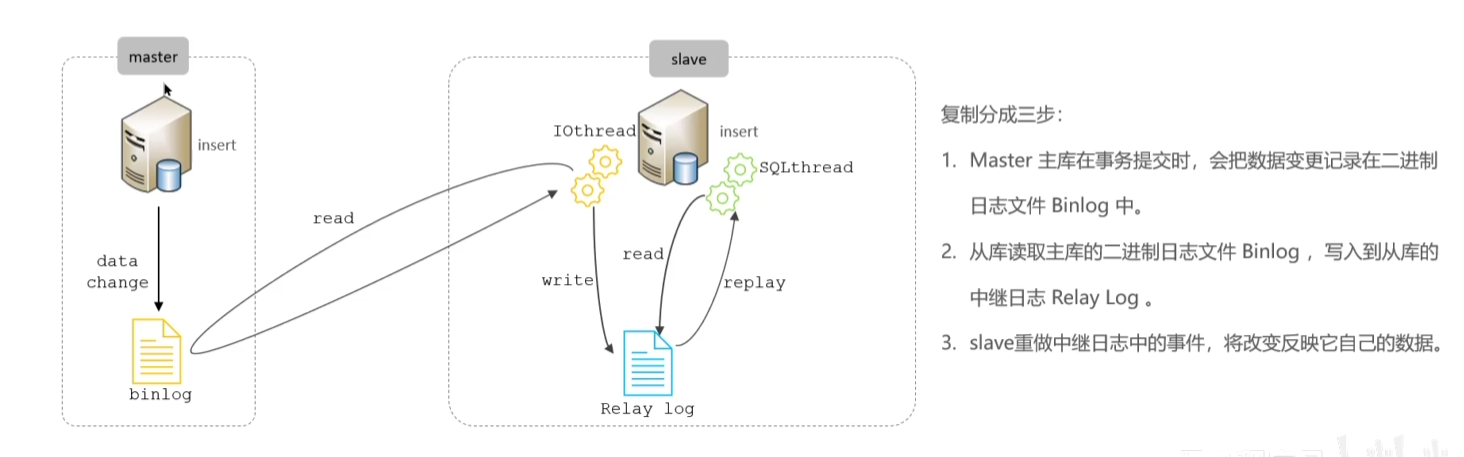 master
slave
insert
data
change
binlog
read
IOthread
insert
SQLthread
read
write
replay
Relay log
复制分成三步：
1. Master 主库在事务提交时，会把数据变更记录在二进制
日志文件 Binlog 中。
2. 从库读取主库的二进制日志文件 Binlog ，写入到从库的
中继日志 Relay Log 。
3. slave重做中继日志中的事件，将改变反映它自己的数据。